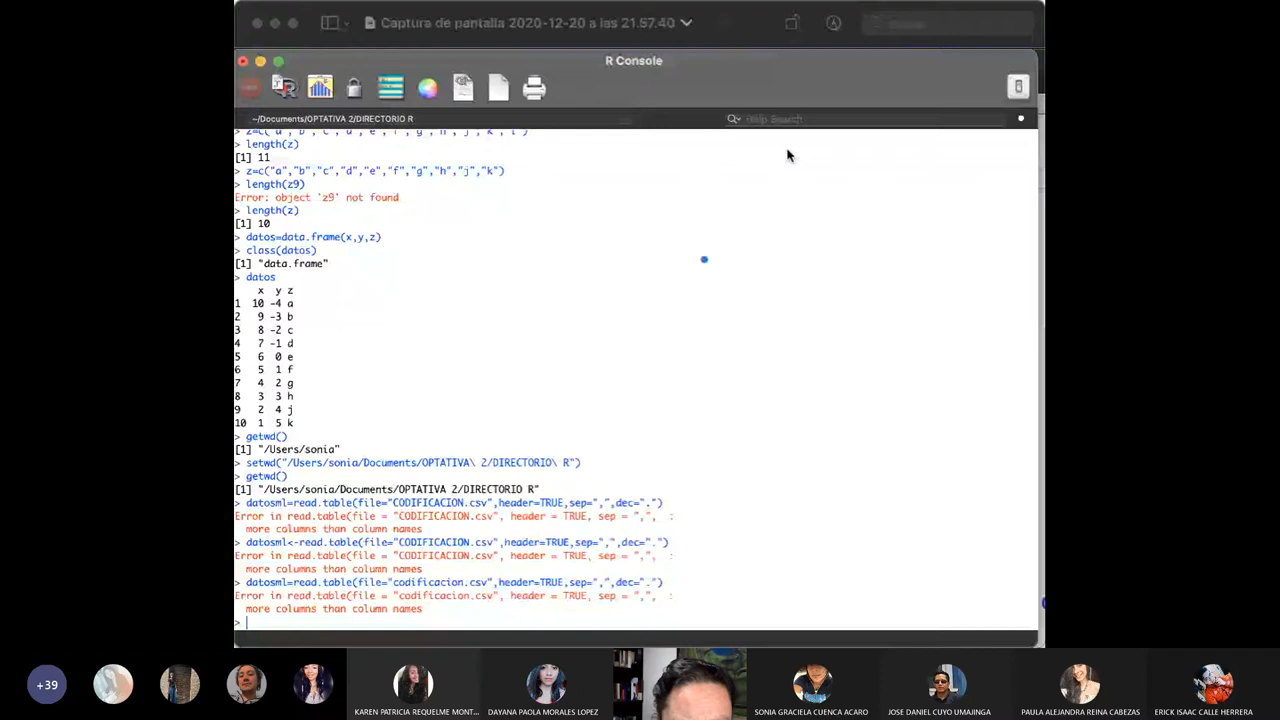 Captura de pantalla 2020-12-20 a las 21.57.40
R Console
~/Documents/OPTATIVA 2/DIRECTORIO R
Help Search
> z=c("a","b","c","d","e","f","g","h","j","k","l")
> length(z)
[1] 11
> z=c("a","b","c","d","e","f","g","h","j","k")
> length(z9)
Error: object 'z9' not found
> length(z)
[1] 10
> datos=data.frame(x,y,z)
> class(datos)
[1] "data.frame"
> datos
x y z
1 10 -4 a
2 9 -3 b
3 8 -2 c
4 7 -1 d
5 6 0 e
6 5 1 f
7 4 2 g
8 3 3 h
9 2 4 j
10 1 5 k
> getwd()
[1] "/Users/sonia"
> setwd("/Users/sonia/Documents/OPTATIVA\ 2/DIRECTORIO\ R")
> getwd()
[1] "/Users/sonia/Documents/OPTATIVA 2/DIRECTORIO R"
> datosml=read.table(file="CODIFICACION.csv",header=TRUE,sep=",",dec=".")
Error in read.table(file = "CODIFICACION.csv", header = TRUE, sep = ",", :
more columns than column names
> datosml<-read.table(file="CODIFICACION.csv",header=TRUE,sep=",",dec=".")
Error in read.table(file = "CODIFICACION.csv", header = TRUE, sep = ",", :
more columns than column names
> datosml=read.table(file="codificacion.csv",header=TRUE,sep=",",dec=".")
Error in read.table(file = "codificacion.csv", header = TRUE, sep = ",", :
more columns than column names
>
+39
KAREN PATRICIA REQUELME MONT...
DAYANA PAOLA MORALES LOPEZ
SONIA GRACIELA CUENCA ACARO
JOSE DANIEL CUYO UMAJINGA
PAULA ALEJANDRA REINA CABEZAS
ERICK ISAAC CALLE HERRERA